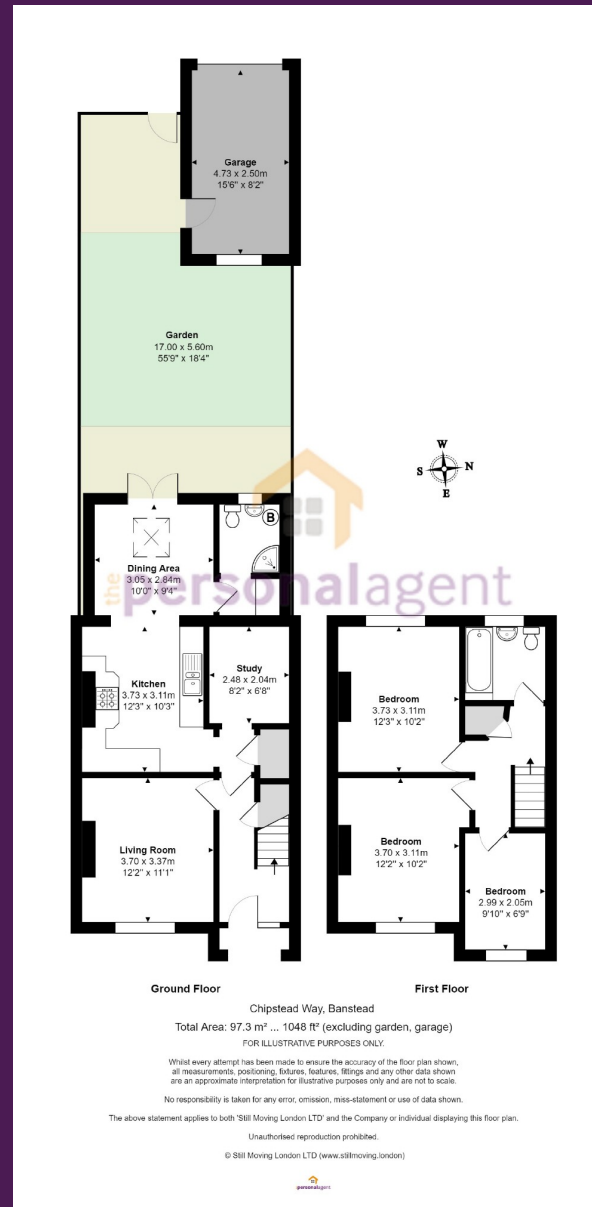 Garage
4.73 x 2.50m
15'6" x 8'2"
Garden
17.00 x 5.60m
55'9" x 18'4"
W
S N
E
B
Dining Area
3.05 x 2.84m
10'0" x 9'4"
the personalagent
Kitchen
3.73 x 3.11m
12'3" x 10'3"
Study
2.48 x 2.04m
8'2" x 6'8"
Living Room
3.70 x 3.37m
12'2" x 11'1"
Bedroom
3.73 x 3.11m
12'3" x 10'2"
Bedroom
3.70 x 3.11m
12'2" x 10'2"
Bedroom
2.99 x 2.05m
9'10" x 6'9"
Ground Floor
First Floor
Chipstead Way, Banstead
Total Area: 97.3 m² ... 1048 ft² (excluding garden, garage)
FOR ILLUSTRATIVE PURPOSES ONLY.
Whilst every attempt has been made to ensure the accuracy of the floor plan shown,
all measurements, positioning, fixtures, features, fittings and any other data shown
are an approximate interpretation for illustrative purposes only and are not to scale.
No responsibility is taken for any error, omission, miss-statement or use of data shown.
The above statement applies to both 'Still Moving London LTD' and the Company or individual displaying this floor plan.
Unauthorised reproduction prohibited.
© Still Moving London LTD (www.stillmoving.london)
personalagent